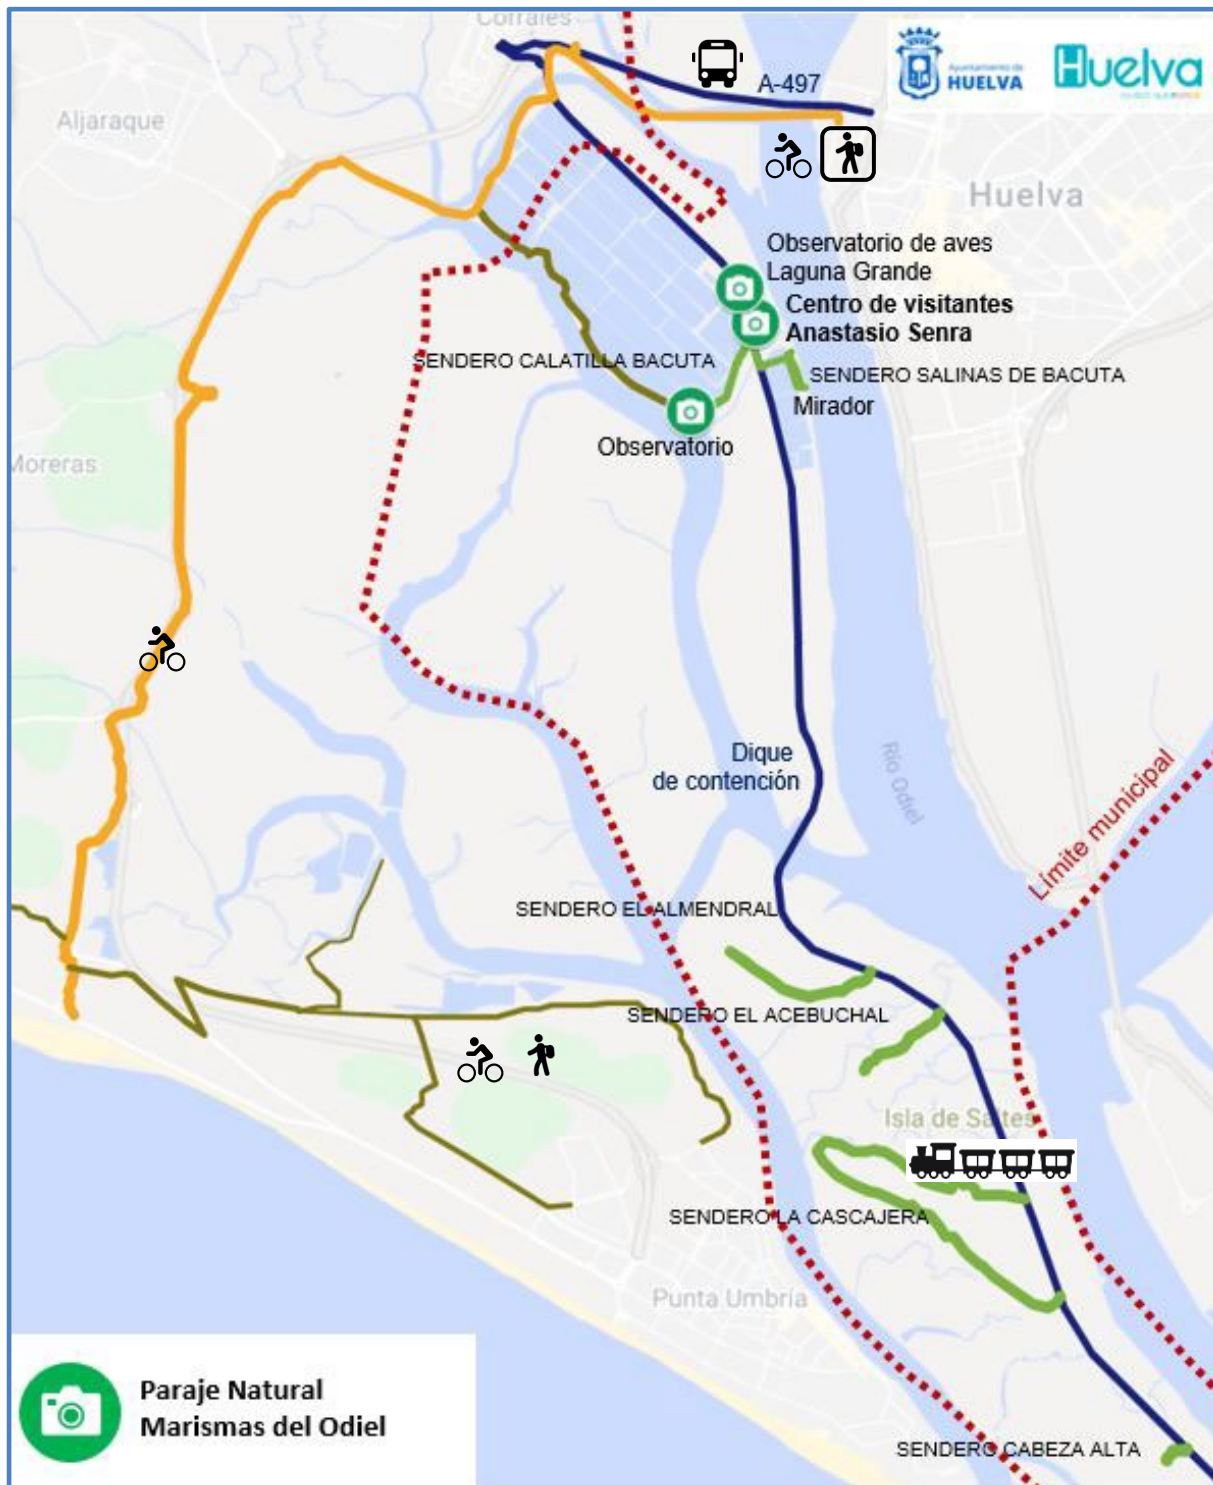 Corrales
Ayuntamiento de
HUELVA
Huelva
A-497
Aljaraque
Huelva
Observatorio de aves
Laguna Grande
Centro de visitantes
Anastasio Senra
SENDERO CALATILLA BACUTA
SENDERO SALINAS DE BACUTA
Mirador
Observatorio
Moreras
Dique
de contención
Río Odiel
Límite municipal
SENDERO EL ALMENDRAL
SENDERO EL ACEBUCHAL
Isla de Saltes
SENDERO LA CASCAJERA
Punta Umbría
Paraje Natural
Marismas del Odiel
SENDERO CABEZA ALTA